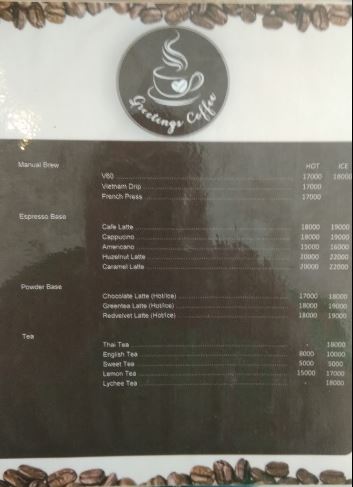 Greetings Coffee
HOT ICE
Manual Brew
V60 17000 18000
Vietnam Drip 17000
French Press 17000
Espresso Base
Cafe Latte 18000 19000
Cappucino 18000 19000
Americano 15000 16000
Huzelnut Latte 20000 22000
Caramel Latte 20000 22000
Powder Base
Chocolate Latte (Hot/Ice) 17000 18000
Greentea Latte (Hot/Ice) 18000 19000
Redvelvet Latte (Hot/Ice) 18000 19000
Tea
Thai Tea - 18000
English Tea 8000 10000
Sweet Tea 5000 5000
Lemon Tea 15000 17000
Lychee Tea - 18000